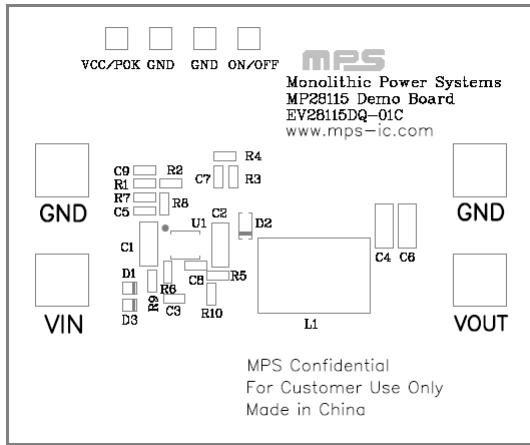 VCC/POK GND GND ON/OFF
mps
Monolithic Power Systems
MP28115 Demo Board
EV28115DQ-01C
www.mps-ic.com
C9 R2
R1
R7
C5 R8
R4
C7 R3
GND
GND
C1
U1
C2
D2
C4 C6
D1
D3
R9
R6
C3
C8
R5
R10
L1
VIN
VOUT
MPS Confidential
For Customer Use Only
Made in China